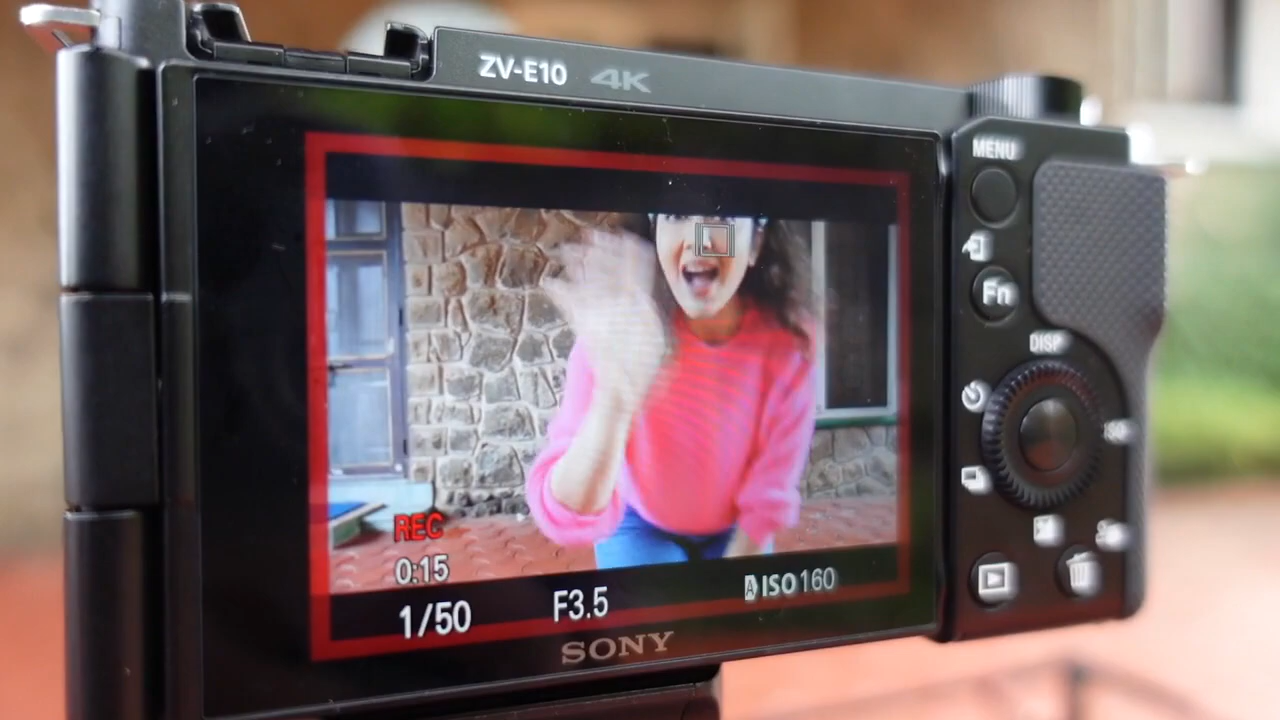 ZV-E10 4K
MENU
Fn
DISP
REC
0:15
1/50 F3.5 A ISO 160
SONY